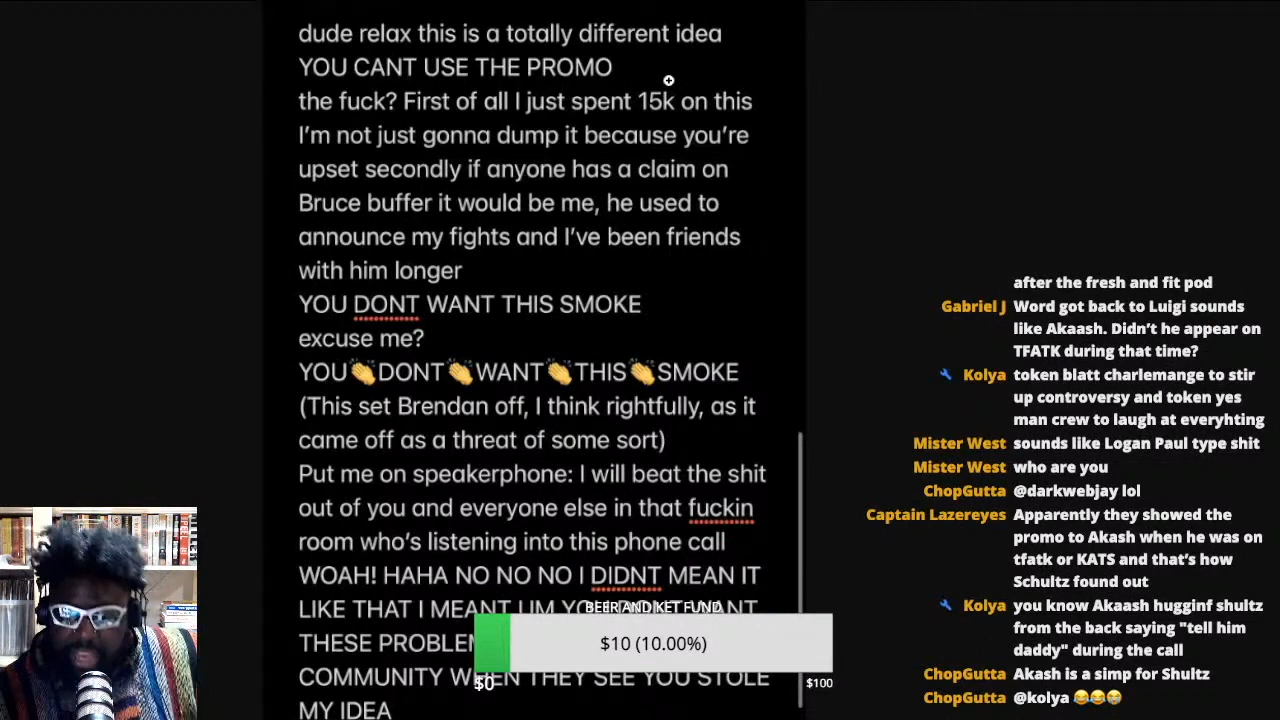 dude relax this is a totally different idea
YOU CANT USE THE PROMO
the fuck? First of all I just spent 15k on this
I'm not just gonna dump it because you're
upset secondly if anyone has a claim on
Bruce buffer it would be me, he used to
announce my fights and I've been friends
with him longer
YOU DONT WANT THIS SMOKE
excuse me?
YOU👏DONT👏WANT👏THIS👏SMOKE
(This set Brendan off, I think rightfully, as it
came off as a threat of some sort)
Put me on speakerphone: I will beat the shit
out of you and everyone else in that fuckin
room who's listening into this phone call
WOAH! HAHA NO NO NO I DIDNT MEAN IT
LIKE THAT I MEANT UM
THESE
COMMUNITY WHEN THEY SEE YOU STOLE
MY IDEA
BEER AND KET FUND
$10 (10.00%)
$0
$100
after the fresh and fit pod
Gabriel J Word got back to Luigi sounds
like Akaash. Didn't he appear on
TFATK during that time?
Kolya token blatt charlemange to stir
up controversy and token yes
man crew to laugh at everyhting
Mister West sounds like Logan Paul type shit
Mister West who are you
ChopGutta @darkwebjay lol
Captain Lazereyes Apparently they showed the
promo to Akash when he was on
tfatk or KATS and that's how
Schultz found out
Kolya you know Akaash hugginf shultz
from the back saying "tell him
daddy" during the call
ChopGutta Akash is a simp for Shultz
ChopGutta @kolya 😂😂😭